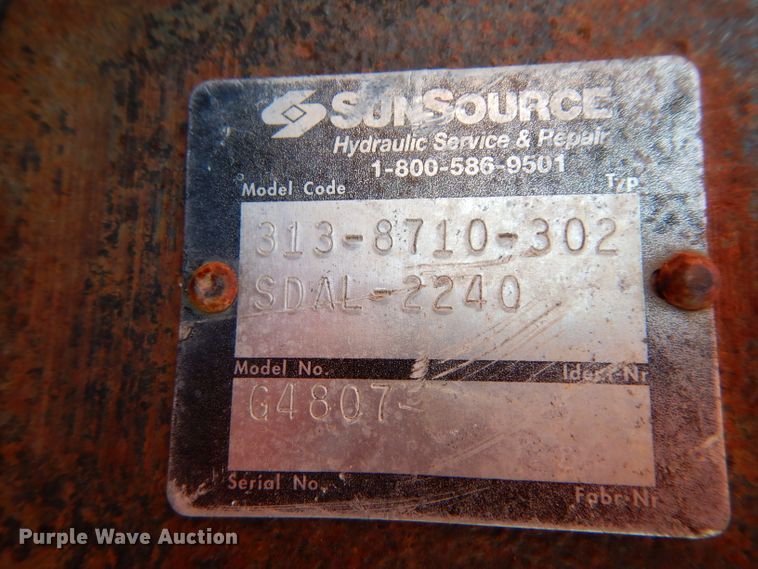 SUNSOURCE
Hydraulic Service & Repair
1-800-586-9501
Model Code Typ.
313-8710-302
SDAL-2240
Model No. Ident-Nr
G4807-
Serial No. Fabr-Nr
Purple Wave Auction®